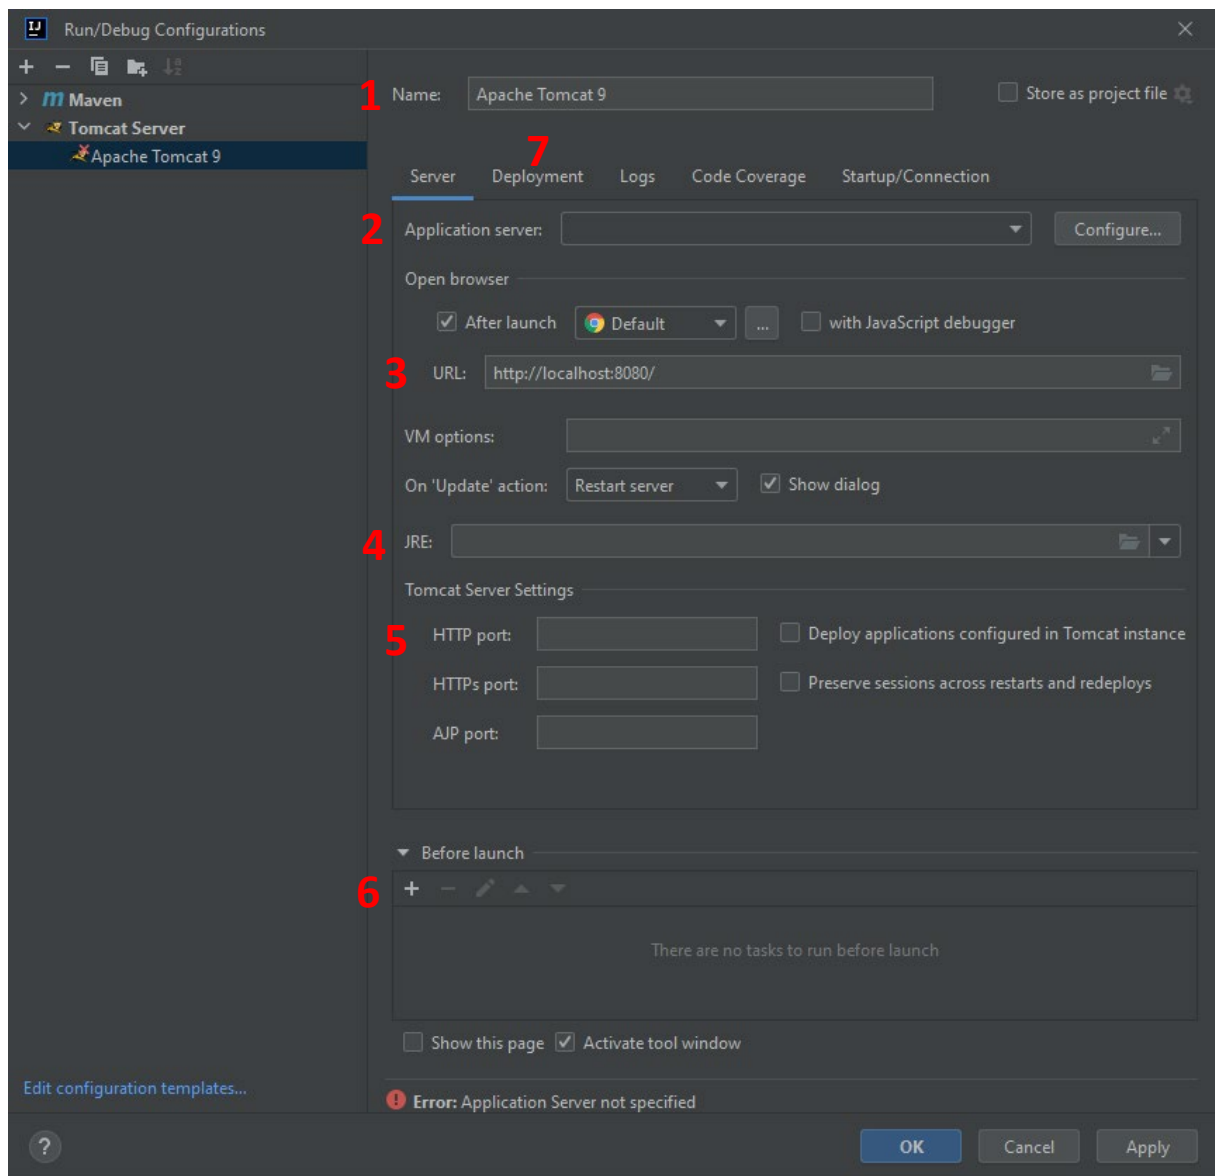 IJ Run/Debug Configurations
Maven
Tomcat Server
Apache Tomcat 9
1 Name: Apache Tomcat 9 Store as project file
7
Server Deployment Logs Code Coverage Startup/Connection
2 Application server: Configure...
Open browser
After launch Default ... with JavaScript debugger
3 URL: http://localhost:8080/
VM options:
On 'Update' action: Restart server Show dialog
4 JRE:
Tomcat Server Settings
5 HTTP port: Deploy applications configured in Tomcat instance
HTTPs port: Preserve sessions across restarts and redeploys
AJP port:
Before launch
6
There are no tasks to run before launch
Show this page Activate tool window
Edit configuration templates...
Error: Application Server not specified
? OK Cancel Apply